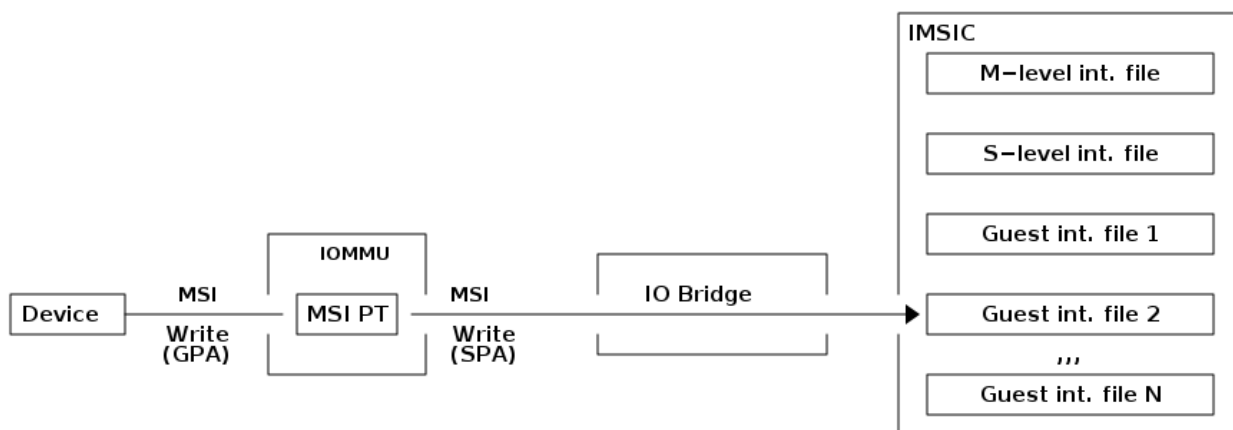 IMSIC
M−level int. file
S−level int. file
Guest int. file 1
IOMMU
Device
MSI
Write
(GPA)
MSI PT
MSI
Write
(SPA)
IO Bridge
Guest int. file 2
,,,
Guest int. file N